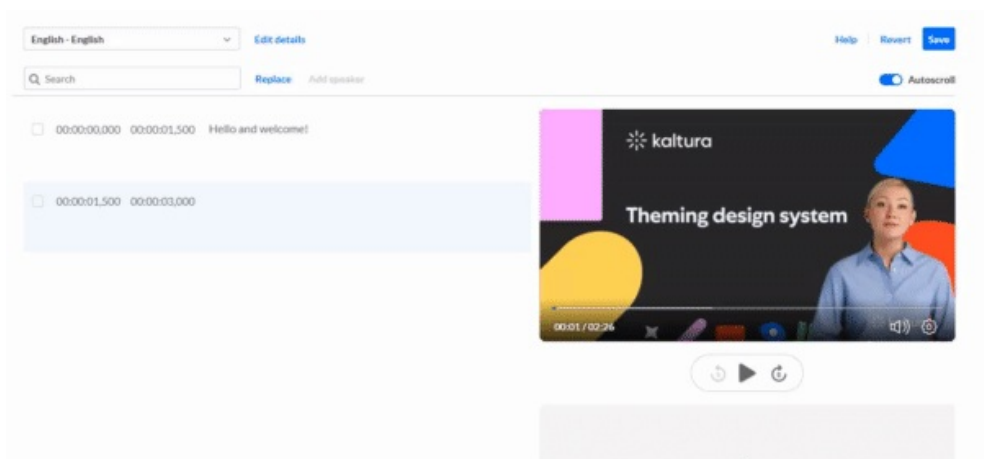 English - English
Edit details
Help
Revert
Save
Search
Replace
Add speaker
Autoscroll
00:00:00,000 00:00:01,500 Hello and welcome!
00:00:01,500 00:00:03,000
kaltura
Theming design system
00:01 / 02:26